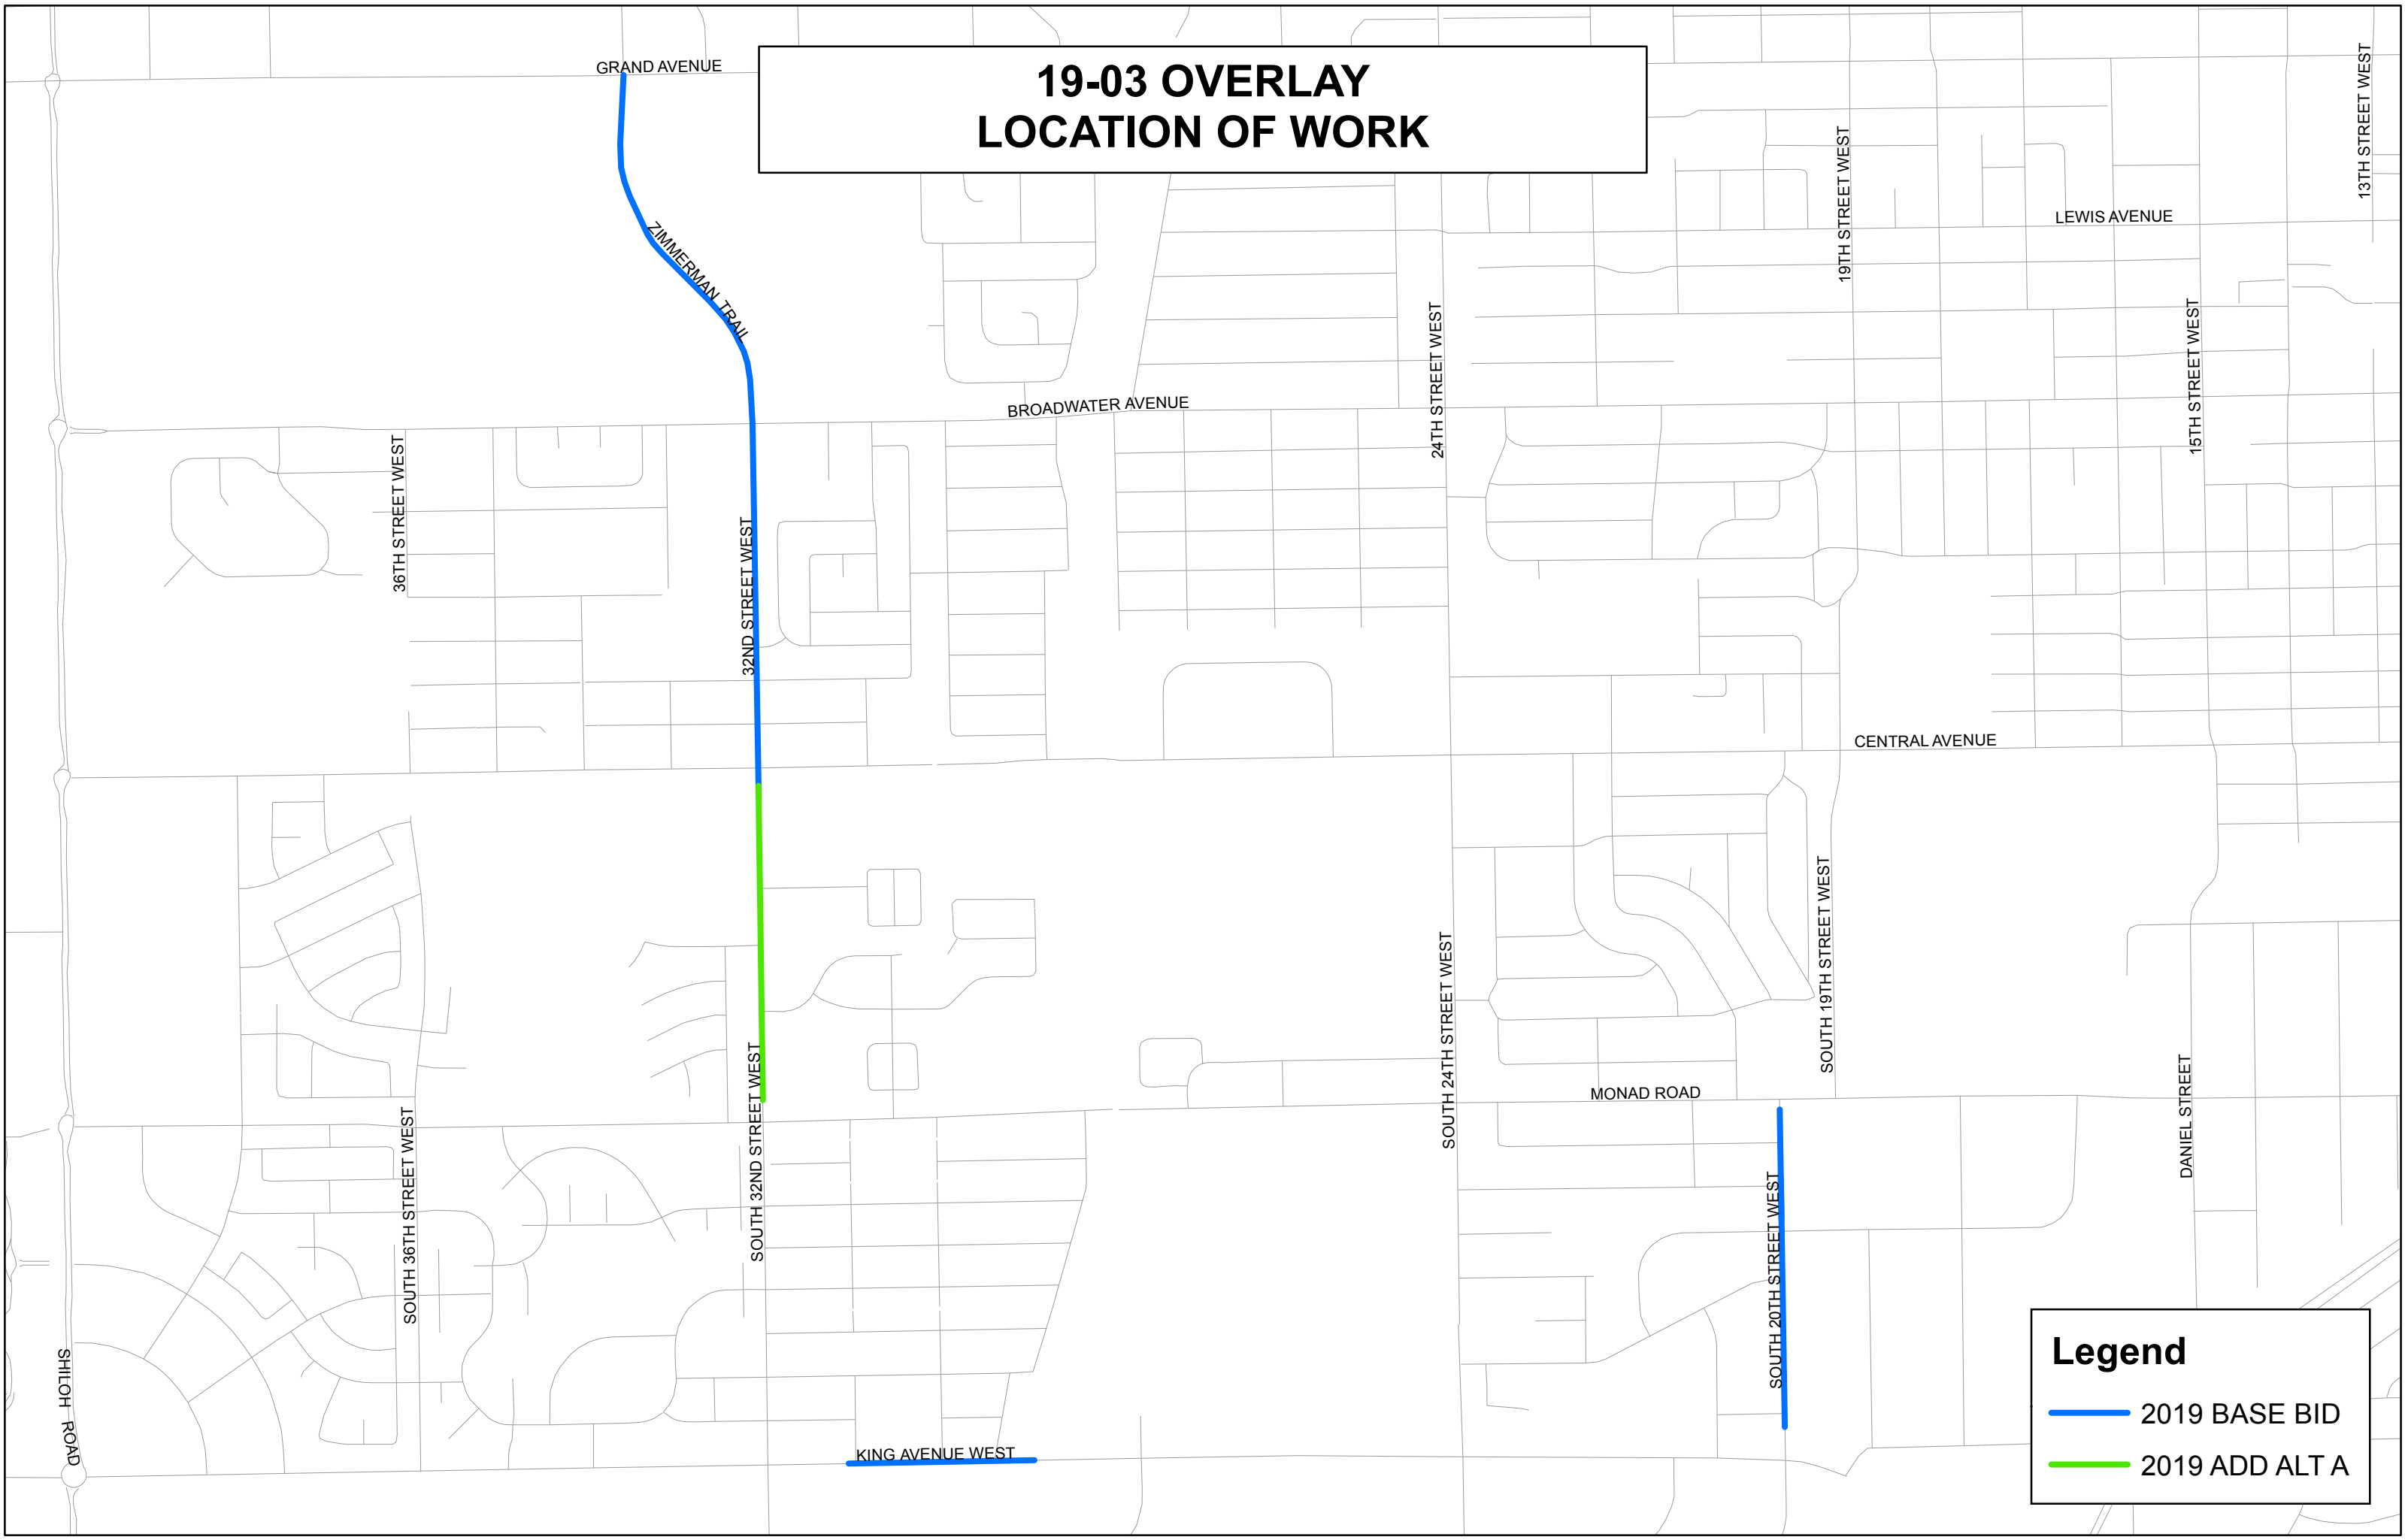 19-03 OVERLAY
LOCATION OF WORK
GRAND AVENUE
13TH STREET WEST
19TH STREET WEST
LEWIS AVENUE
ZIMMERMAN TRAIL
24TH STREET WEST
15TH STREET WEST
BROADWATER AVENUE
36TH STREET WEST
32ND STREET WEST
CENTRAL AVENUE
SOUTH 19TH STREET WEST
SOUTH 24TH STREET WEST
SOUTH 32ND STREET WEST
MONAD ROAD
DANIEL STREET
SOUTH 36TH STREET WEST
SOUTH 20TH STREET WEST
SHILOH ROAD
KING AVENUE WEST
Legend
2019 BASE BID
2019 ADD ALT A